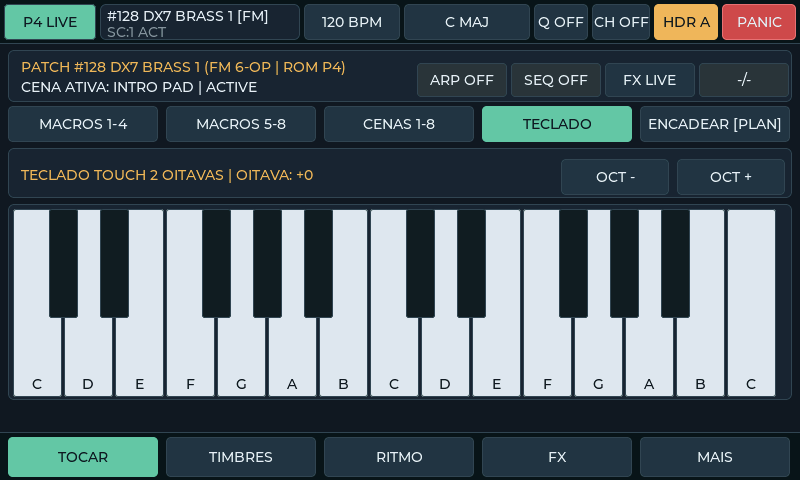 P4 LIVE
#128 DX7 BRASS 1 [FM]
SC:1 ACT
120 BPM
C MAJ
Q OFF
CH OFF
HDR A
PANIC
PATCH #128 DX7 BRASS 1 (FM 6-OP | ROM P4)
CENA ATIVA: INTRO PAD | ACTIVE
ARP OFF
SEQ OFF
FX LIVE
-/-
MACROS 1-4
MACROS 5-8
CENAS 1-8
TECLADO
ENCADEAR [PLAN]
TECLADO TOUCH 2 OITAVAS | OITAVA: +0
OCT -
OCT +
C D E F G A B C D E F G A B C
TOCAR
TIMBRES
RITMO
FX
MAIS